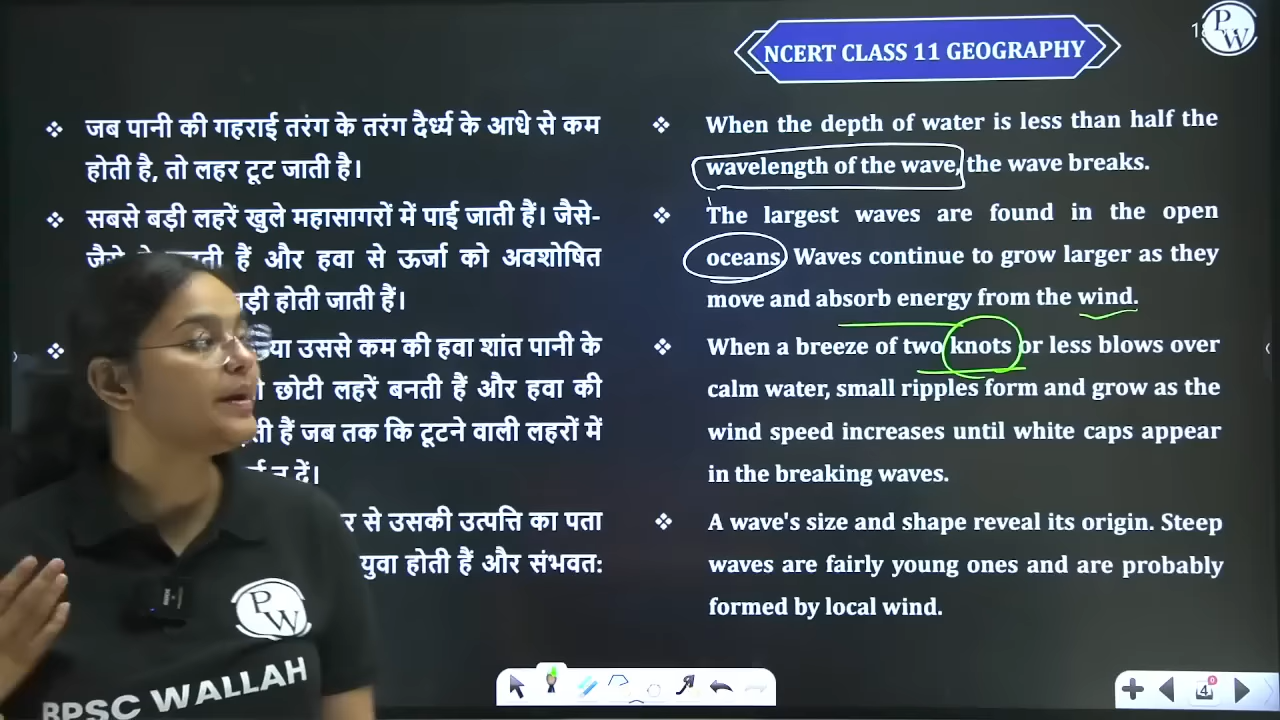 NCERT CLASS 11 GEOGRAPHY
PW
जब पानी की गहराई तरंग के तरंग दैर्ध्य के आधे से कम
होती है, तो लहर टूट जाती है।
सबसे बड़ी लहरें खुले महासागरों में पाई जाती हैं। जैसे-
जैसे हैं और हवा से ऊर्जा को अवशोषित
होती जाती हैं।
या उससे कम की हवा शांत पानी के
छोटी लहरें बनती हैं और हवा की
हैं जब तक कि टूटने वाली लहरों में
न दें।
से उसकी उत्पत्ति का पता
युवा होती हैं और संभवत:
When the depth of water is less than half the
wavelength of the wave, the wave breaks.
The largest waves are found in the open
oceans. Waves continue to grow larger as they
move and absorb energy from the wind.
When a breeze of two knots or less blows over
calm water, small ripples form and grow as the
wind speed increases until white caps appear
in the breaking waves.
A wave's size and shape reveal its origin. Steep
waves are fairly young ones and are probably
formed by local wind.
PW
BPSC WALLAH
4
0